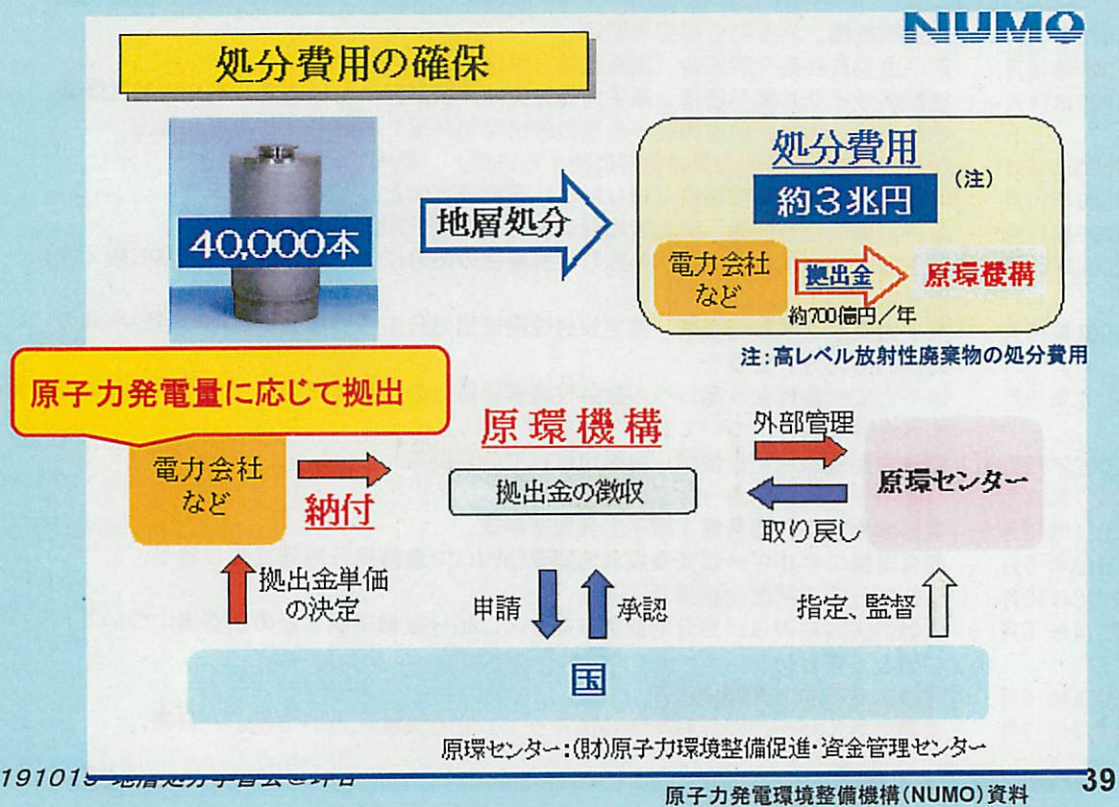 NUMO
処分費用の確保
40,000本
地層処分
処分費用
約3兆円
(注)
電力会社
など
拠出金
約700億円／年
原環機構
注：高レベル放射性廃棄物の処分費用
原子力発電量に応じて拠出
電力会社
など
納付
原環機構
拠出金の徴収
外部管理
取り戻し
原環センター
拠出金単価
の決定
申請
承認
指定、監督
国
原環センター：(財)原子力環境整備促進・資金管理センター
原子力発電環境整備機構(NUMO)資料
39